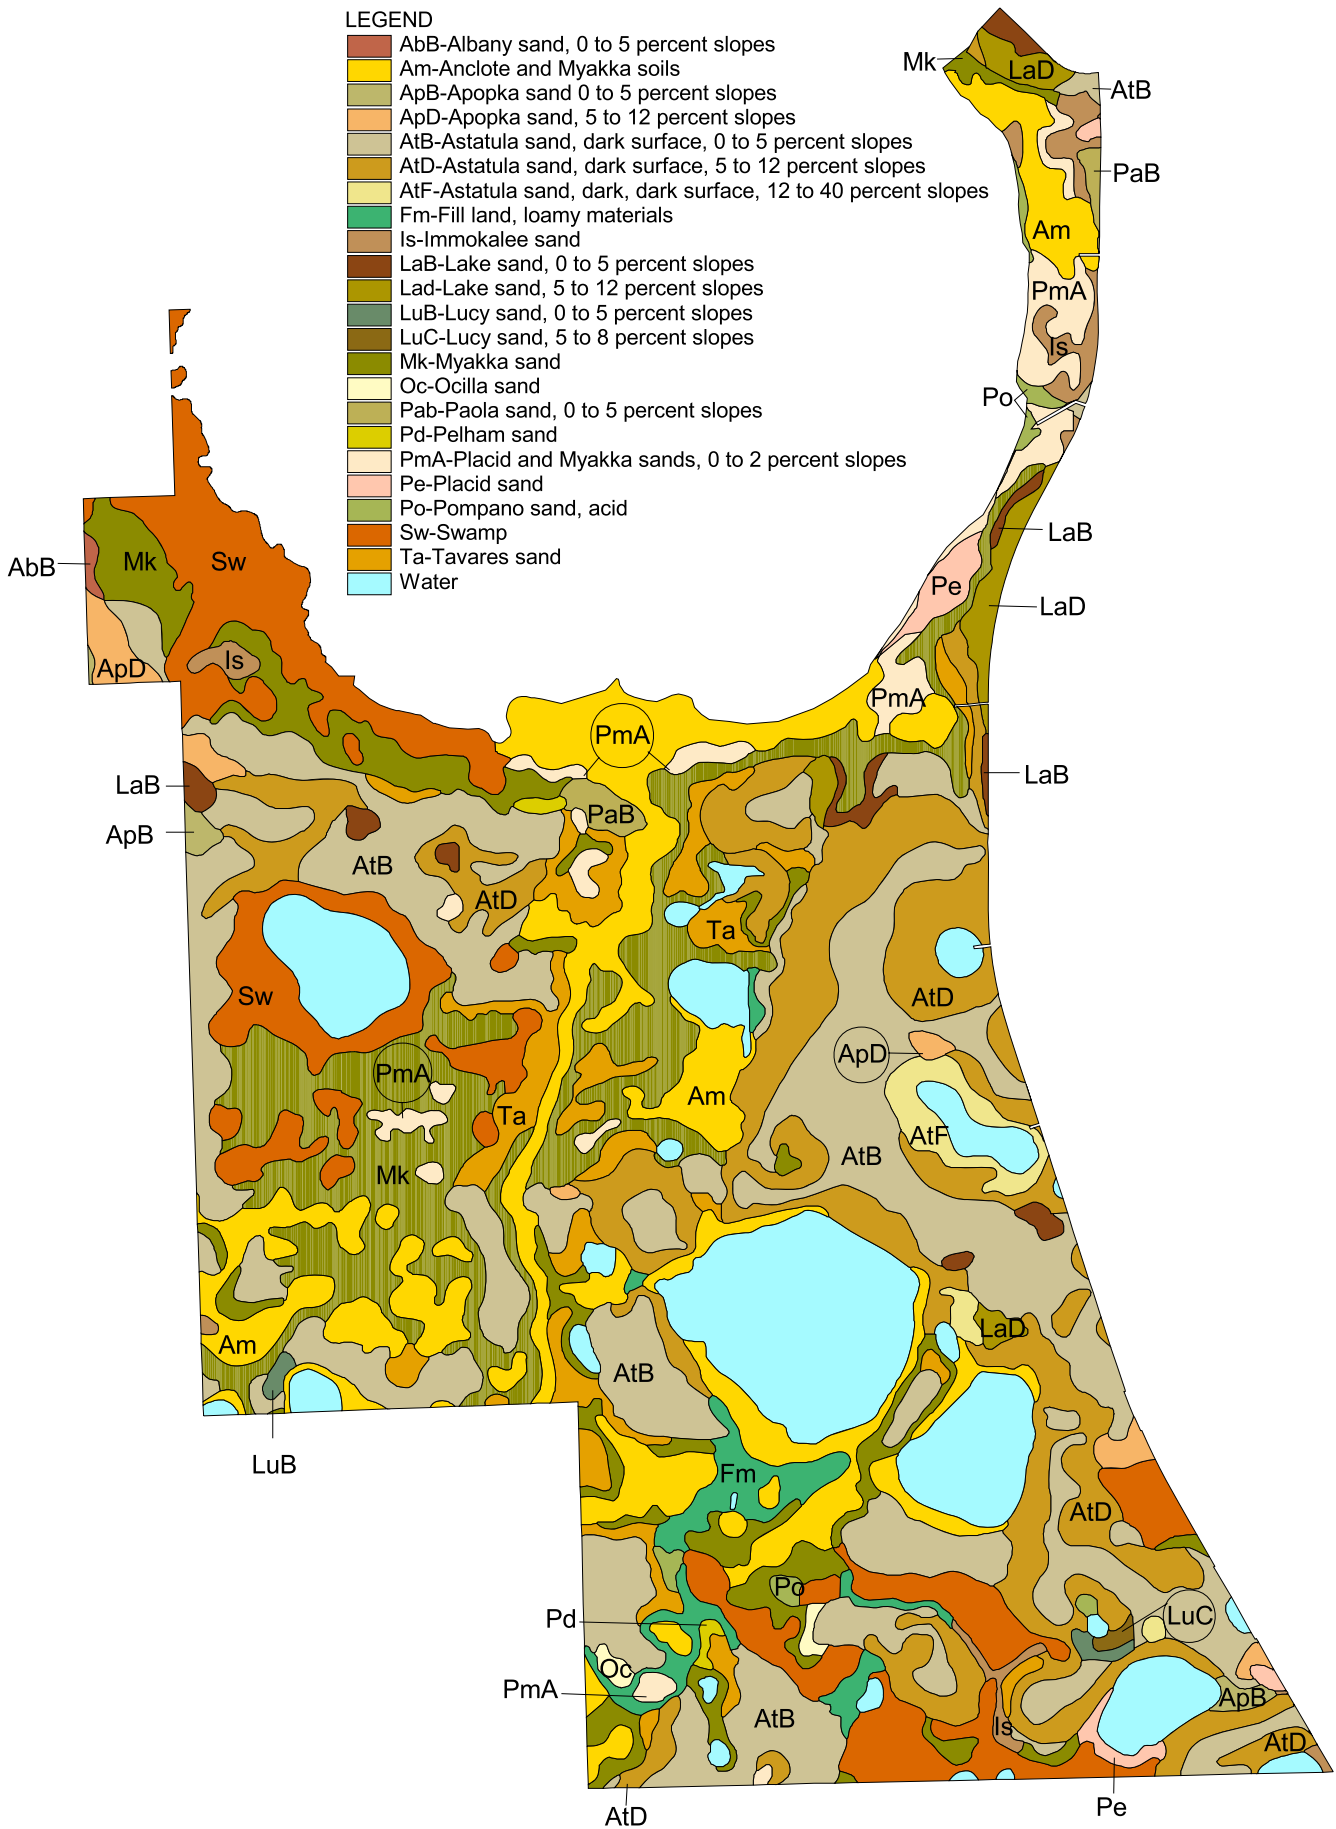 LEGEND
AbB-Albany sand, 0 to 5 percent slopes
Am-Anclote and Myakka soils
ApB-Apopka sand 0 to 5 percent slopes
ApD-Apopka sand, 5 to 12 percent slopes
AtB-Astatula sand, dark surface, 0 to 5 percent slopes
AtD-Astatula sand, dark surface, 5 to 12 percent slopes
AtF-Astatula sand, dark, dark surface, 12 to 40 percent slopes
Fm-Fill land, loamy materials
Is-Immokalee sand
LaB-Lake sand, 0 to 5 percent slopes
Lad-Lake sand, 5 to 12 percent slopes
LuB-Lucy sand, 0 to 5 percent slopes
LuC-Lucy sand, 5 to 8 percent slopes
Mk-Myakka sand
Oc-Ocilla sand
Pab-Paola sand, 0 to 5 percent slopes
Pd-Pelham sand
PmA-Placid and Myakka sands, 0 to 2 percent slopes
Pe-Placid sand
Po-Pompano sand, acid
Sw-Swamp
Ta-Tavares sand
Water
Mk
LaD
AtB
PaB
Am
PmA
Is
Po
LaB
AbB
Mk
Sw
Pe
LaD
ApD
Is
PmA
PmA
LaB
LaB
PaB
ApB
AtB
AtD
Ta
Sw
AtD
ApD
PmA
Am
Ta
AtF
AtB
Mk
LaD
Am
AtB
LuB
Fm
AtD
Po
LuC
Pd
Oc
PmA
ApB
AtB
Is
AtD
AtD
Pe